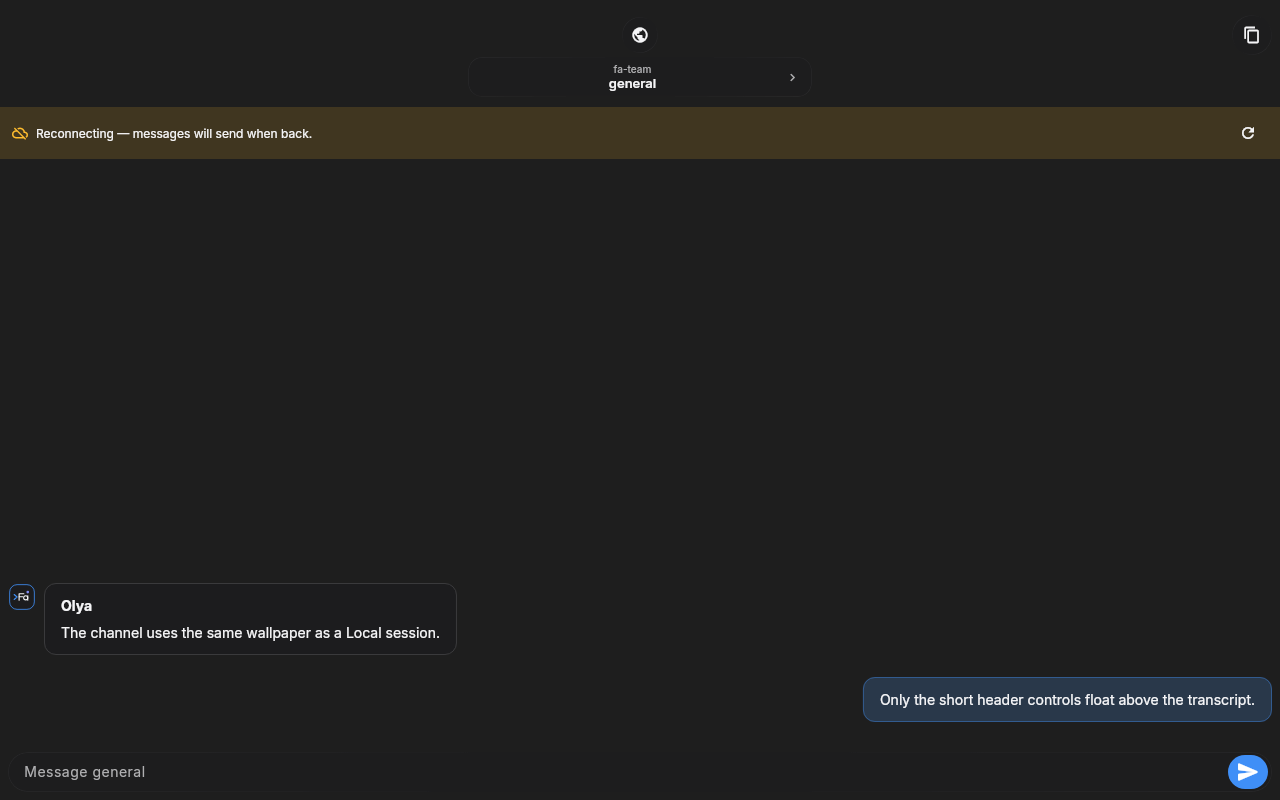 fa-team
general
Reconnecting — messages will send when back.
>Fa
Olya
The channel uses the same wallpaper as a Local session.
Only the short header controls float above the transcript.
Message general